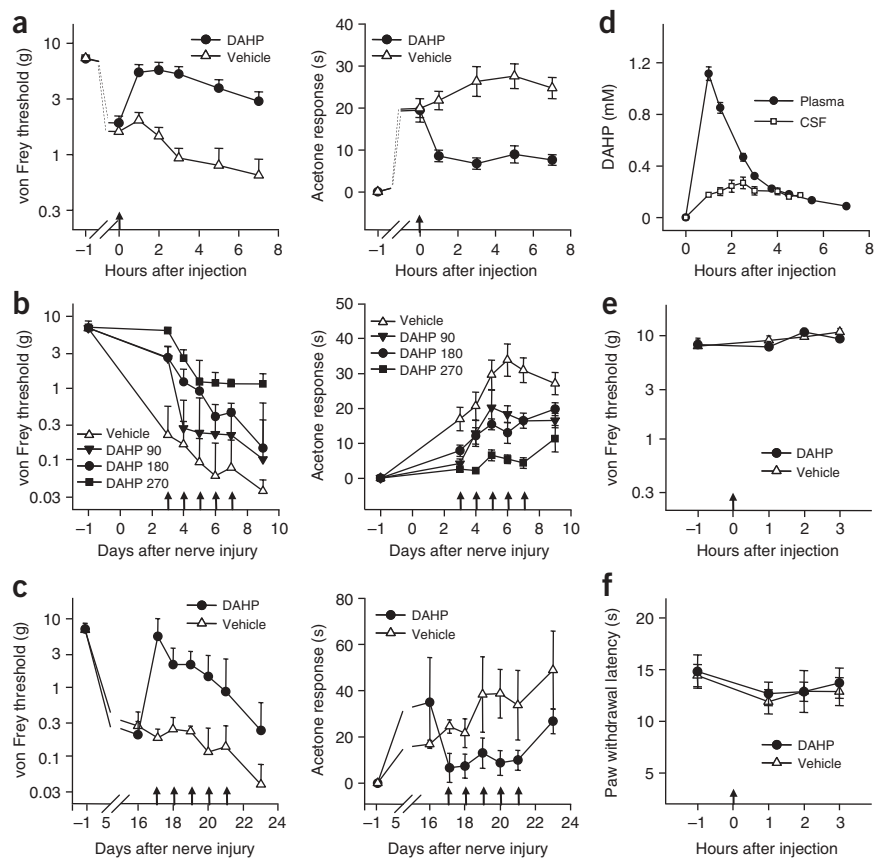 a
von Frey threshold (g)
10
3
1
0.3
DAHP
Vehicle
–1 0 2 4 6 8
Hours after injection
Acetone response (s)
40
30
20
10
0
DAHP
Vehicle
–1 0 2 4 6 8
Hours after injection
d
DAHP (mM)
1.2
0.8
0.4
0
Plasma
CSF
0 2 4 6 8
Hours after injection
b
von Frey threshold (g)
10
3
1
0.3
0.1
0.03
Vehicle
DAHP 90
DAHP 180
DAHP 270
–1 0 2 4 6 8 10
Days after nerve injury
Acetone response (s)
50
40
30
20
10
0
Vehicle
DAHP 90
DAHP 180
DAHP 270
–1 0 2 4 6 8 10
Days after nerve injury
e
von Frey threshold (g)
10
3
1
0.3
DAHP
Vehicle
–1 0 1 2 3
Hours after injection
c
von Frey threshold (g)
10
3
1
0.3
0.1
0.03
DAHP
Vehicle
–1 5 16 18 20 22 24
Days after nerve injury
Acetone response (s)
80
60
40
20
0
DAHP
Vehicle
–1 5 16 18 20 22 24
Days after nerve injury
f
Paw withdrawal latency (s)
20
15
10
5
DAHP
Vehicle
–1 0 1 2 3
Hours after injection